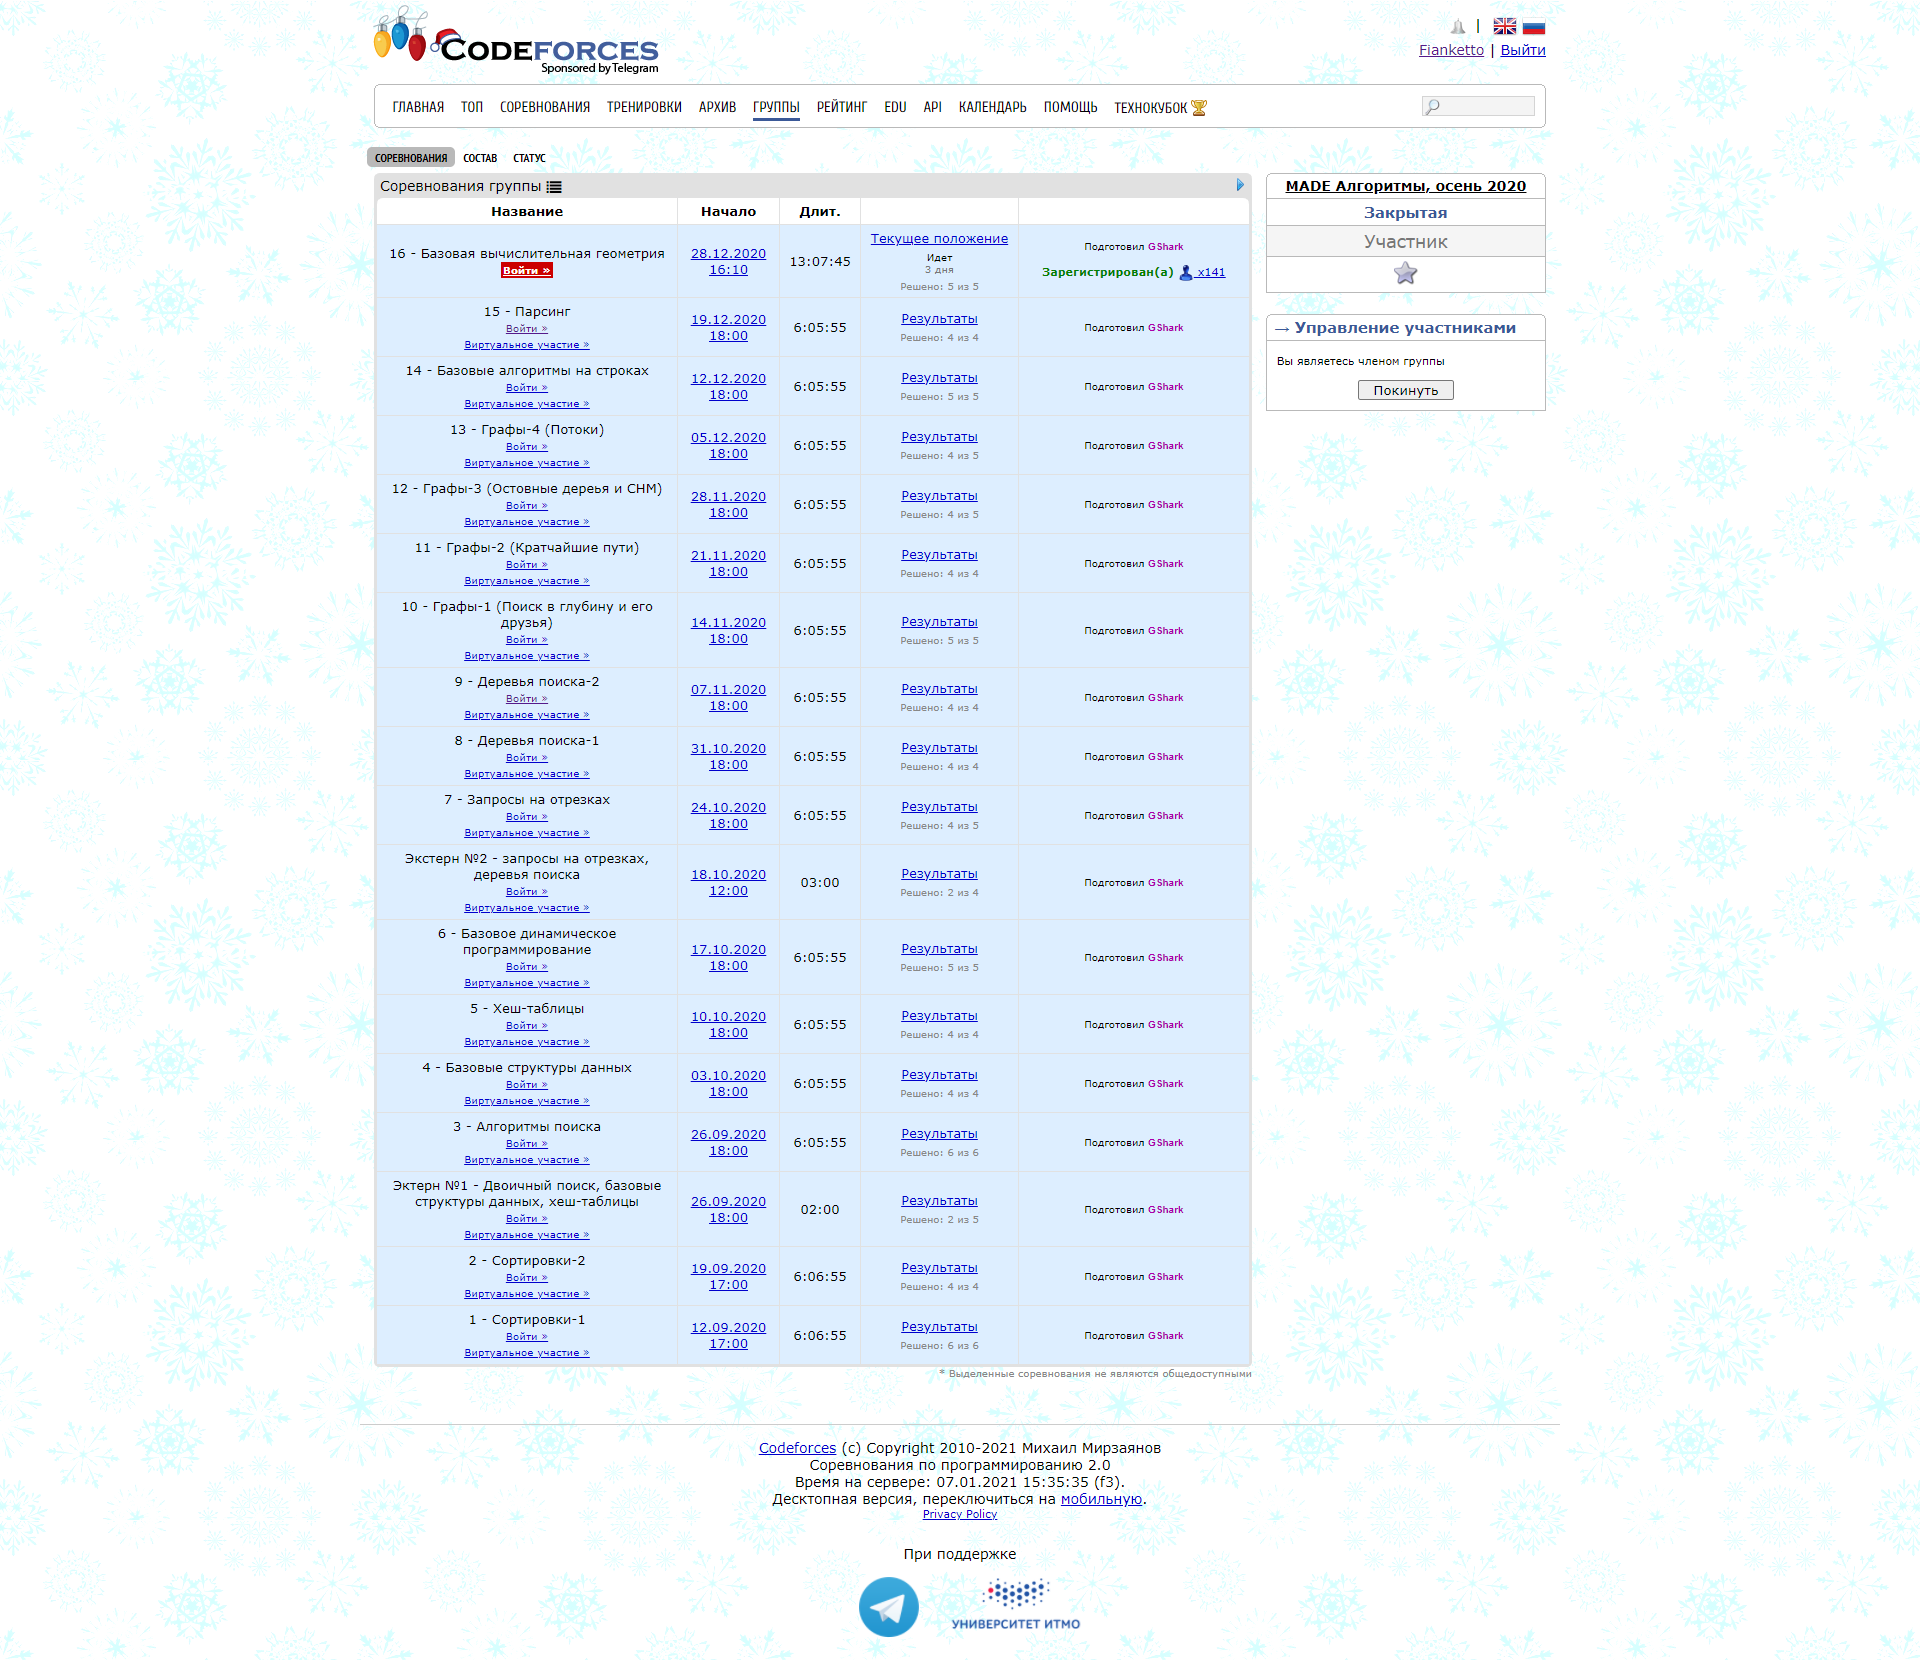 CODEFORCES
Sponsored by Telegram
|
Fianketto | Выйти
ГЛАВНАЯ ТОП СОРЕВНОВАНИЯ ТРЕНИРОВКИ АРХИВ ГРУППЫ РЕЙТИНГ EDU API КАЛЕНДАРЬ ПОМОЩЬ ТЕХНОКУБОК
СОРЕВНОВАНИЯ СОСТАВ СТАТУС
Соревнования группы
Название Начало Длит.
16 - Базовая вычислительная геометрия
Войти »
28.12.2020
16:10
13:07:45
Текущее положение
Идет
3 дня
Решено: 5 из 5
Подготовил GShark
Зарегистрирован(а) x141
15 - Парсинг
Войти »
Виртуальное участие »
19.12.2020
18:00
6:05:55
Результаты
Решено: 4 из 4
Подготовил GShark
14 - Базовые алгоритмы на строках
Войти »
Виртуальное участие »
12.12.2020
18:00
6:05:55
Результаты
Решено: 5 из 5
Подготовил GShark
13 - Графы-4 (Потоки)
Войти »
Виртуальное участие »
05.12.2020
18:00
6:05:55
Результаты
Решено: 4 из 5
Подготовил GShark
12 - Графы-3 (Остовные дереья и СНМ)
Войти »
Виртуальное участие »
28.11.2020
18:00
6:05:55
Результаты
Решено: 4 из 5
Подготовил GShark
11 - Графы-2 (Кратчайшие пути)
Войти »
Виртуальное участие »
21.11.2020
18:00
6:05:55
Результаты
Решено: 4 из 4
Подготовил GShark
10 - Графы-1 (Поиск в глубину и его
друзья)
Войти »
Виртуальное участие »
14.11.2020
18:00
6:05:55
Результаты
Решено: 5 из 5
Подготовил GShark
9 - Деревья поиска-2
Войти »
Виртуальное участие »
07.11.2020
18:00
6:05:55
Результаты
Решено: 4 из 4
Подготовил GShark
8 - Деревья поиска-1
Войти »
Виртуальное участие »
31.10.2020
18:00
6:05:55
Результаты
Решено: 4 из 4
Подготовил GShark
7 - Запросы на отрезках
Войти »
Виртуальное участие »
24.10.2020
18:00
6:05:55
Результаты
Решено: 4 из 5
Подготовил GShark
Экстерн №2 - запросы на отрезках,
деревья поиска
Войти »
Виртуальное участие »
18.10.2020
12:00
03:00
Результаты
Решено: 2 из 4
Подготовил GShark
6 - Базовое динамическое
программирование
Войти »
Виртуальное участие »
17.10.2020
18:00
6:05:55
Результаты
Решено: 5 из 5
Подготовил GShark
5 - Хеш-таблицы
Войти »
Виртуальное участие »
10.10.2020
18:00
6:05:55
Результаты
Решено: 4 из 4
Подготовил GShark
4 - Базовые структуры данных
Войти »
Виртуальное участие »
03.10.2020
18:00
6:05:55
Результаты
Решено: 4 из 4
Подготовил GShark
3 - Алгоритмы поиска
Войти »
Виртуальное участие »
26.09.2020
18:00
6:05:55
Результаты
Решено: 6 из 6
Подготовил GShark
Эктерн №1 - Двоичный поиск, базовые
структуры данных, хеш-таблицы
Войти »
Виртуальное участие »
26.09.2020
18:00
02:00
Результаты
Решено: 2 из 5
Подготовил GShark
2 - Сортировки-2
Войти »
Виртуальное участие »
19.09.2020
17:00
6:06:55
Результаты
Решено: 4 из 4
Подготовил GShark
1 - Сортировки-1
Войти »
Виртуальное участие »
12.09.2020
17:00
6:06:55
Результаты
Решено: 6 из 6
Подготовил GShark
* Выделенные соревнования не являются общедоступными
MADE Алгоритмы, осень 2020
Закрытая
Участник
→ Управление участниками
Вы являетесь членом группы
Покинуть
Codeforces (c) Copyright 2010-2021 Михаил Мирзаянов
Соревнования по программированию 2.0
Время на сервере: 07.01.2021 15:35:35 (f3).
Десктопная версия, переключиться на мобильную.
Privacy Policy
При поддержке
УНИВЕРСИТЕТ ИТМО